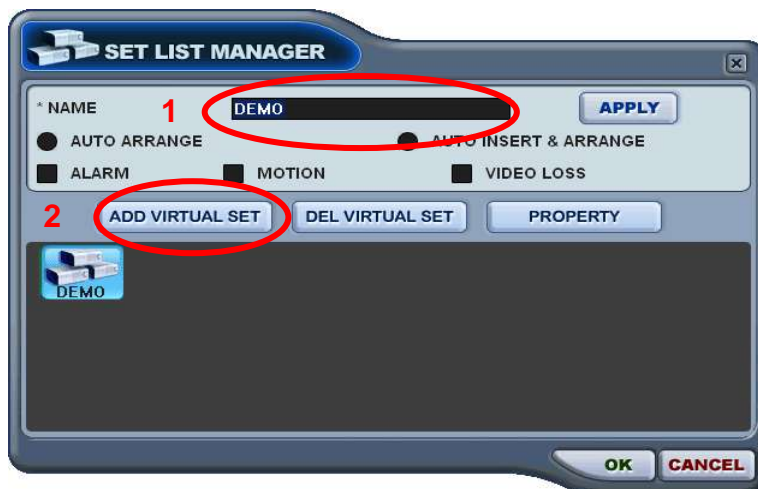 SET LIST MANAGER
* NAME 1 DEMO APPLY
AUTO ARRANGE AUTO INSERT & ARRANGE
ALARM MOTION VIDEO LOSS
2 ADD VIRTUAL SET DEL VIRTUAL SET PROPERTY
DEMO
OK CANCEL